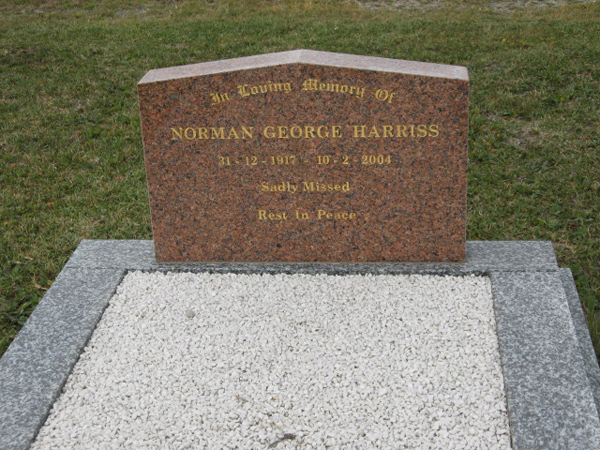 In Loving Memory Of
NORMAN GEORGE HARRISS
31 - 12 - 1917 - 10 - 2 - 2004
Sadly Missed
Rest In Peace